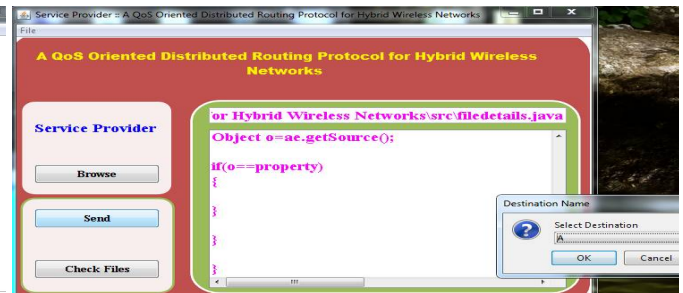 Service Provider :: A QoS Oriented Distributed Routing Protocol for Hybrid Wireless Networks
File
A QoS Oriented Distributed Routing Protocol for Hybrid Wireless
Networks
Service Provider
Browse
Send
Check Files
or Hybrid Wireless Networks\src\filedetails.java
Object o=ae.getSource();
if(o==property)
{
}
}
}
Destination Name
Select Destination
A
OK
Cancel